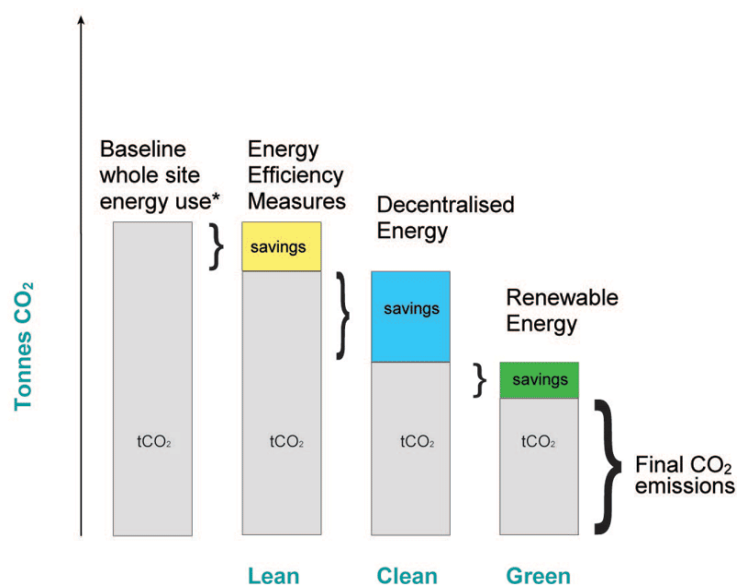 Baseline
whole site
energy use*
Energy
Efficiency
Measures
Decentralised
Energy
Renewable
Energy
savings
savings
savings
tCO₂
tCO₂
tCO₂
tCO₂
Final CO₂
emissions
Tonnes CO₂
Lean
Clean
Green